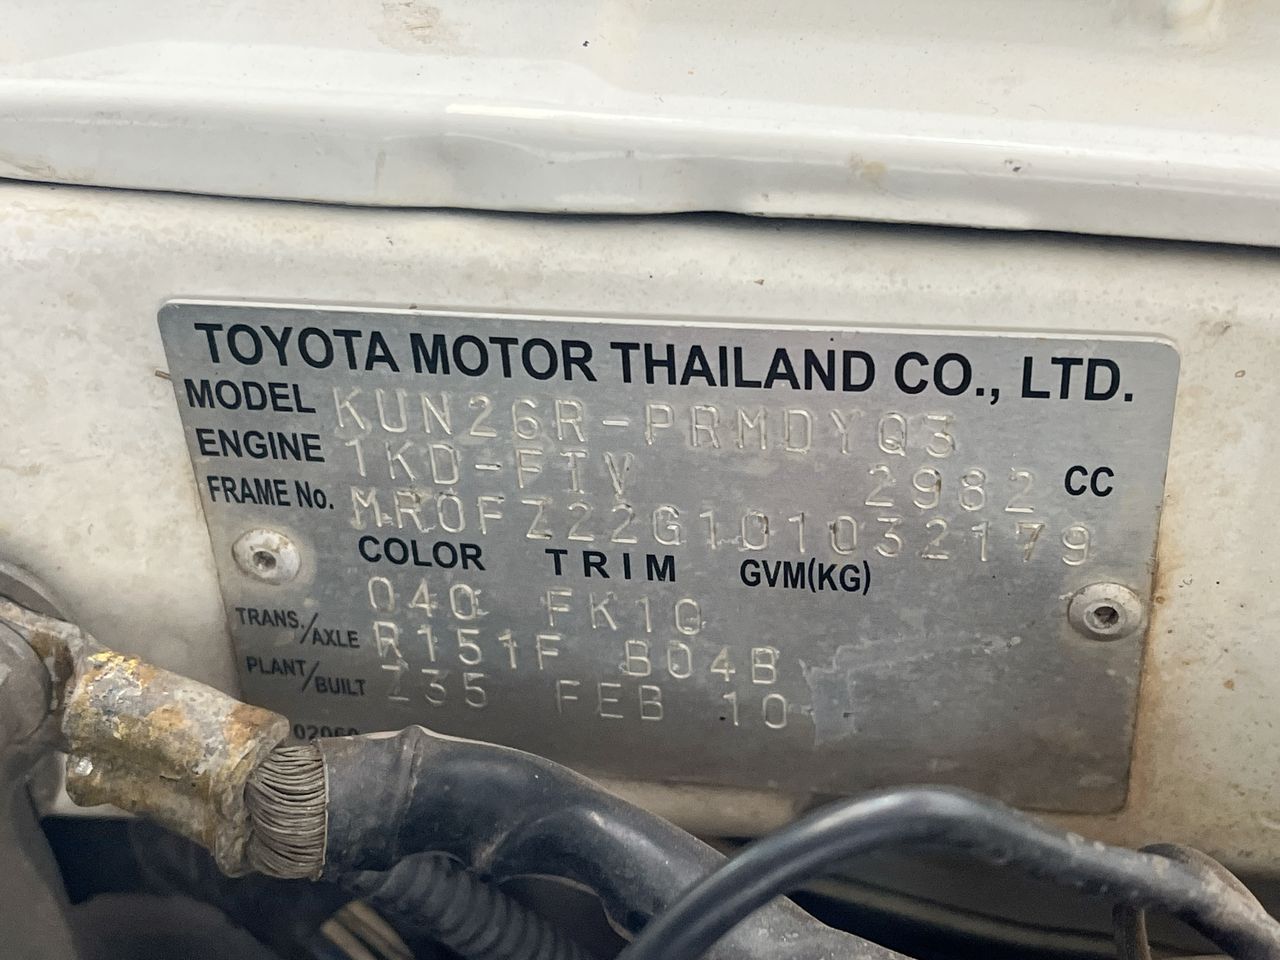 TOYOTA MOTOR THAILAND CO., LTD.
MODEL KUN26R-PRMDYQ3
ENGINE 1KD-FTV 2982 CC
FRAME No. MR0FZ22G101032179
COLOR TRIM GVM(KG)
040 FK10
TRANS./AXLE R151F B04B
PLANT/BUILT Z35 FEB 10